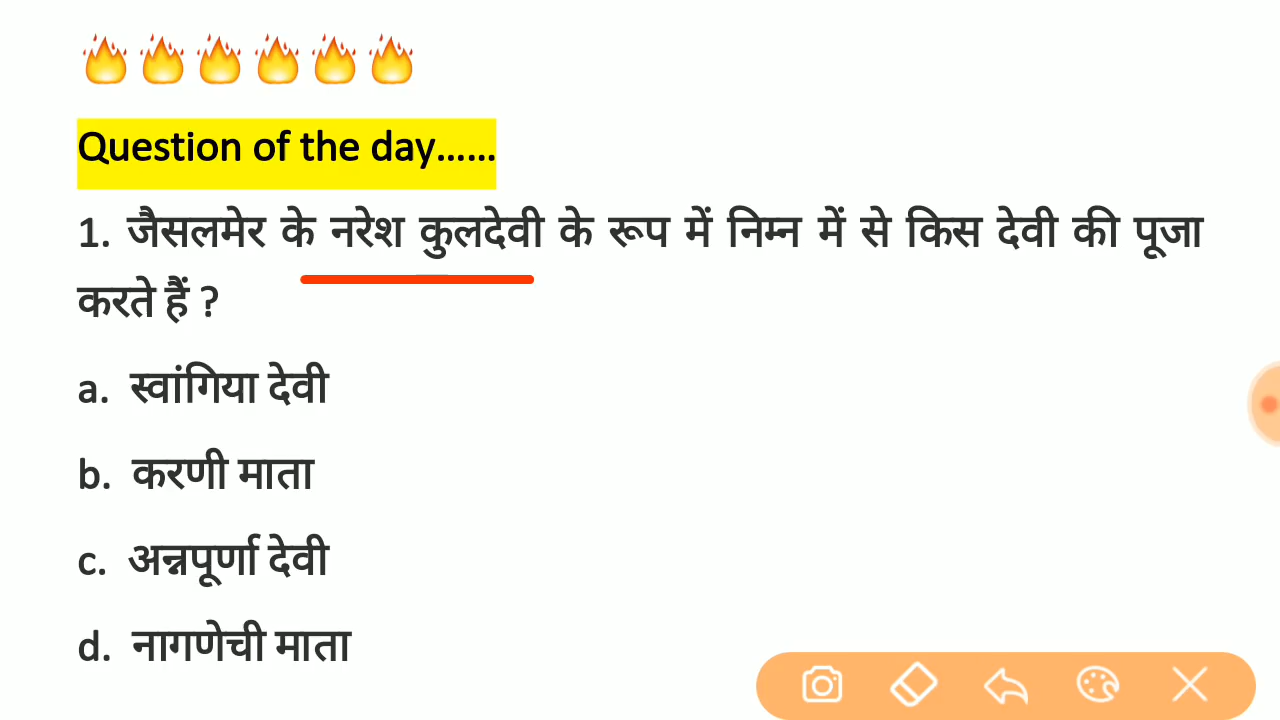 Question of the day......
1. जैसलमेर के नरेश कुलदेवी के रूप में निम्न में से किस देवी की पूजा
करते हैं ?
a. स्वांगिया देवी
b. करणी माता
c. अन्नपूर्णा देवी
d. नागणेची माता